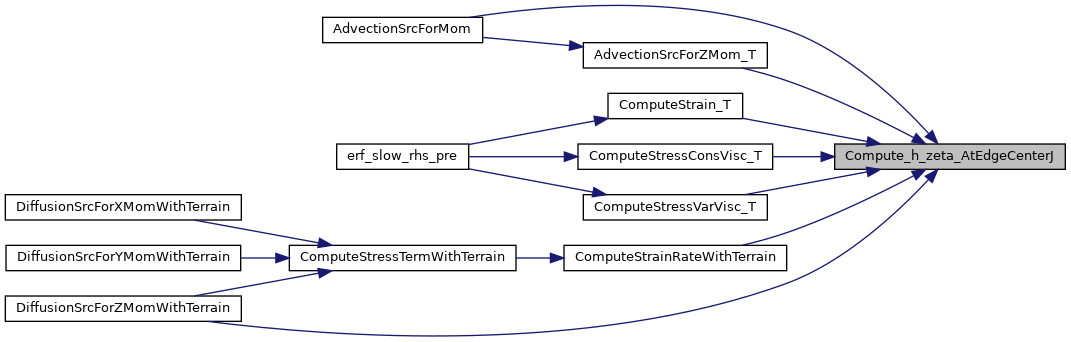 AdvectionSrcForMom
AdvectionSrcForZMom_T
ComputeStrain_T
erf_slow_rhs_pre
ComputeStressConsVisc_T
Compute_h_zeta_AtEdgeCenterJ
ComputeStressVarVisc_T
DiffusionSrcForXMomWithTerrain
DiffusionSrcForYMomWithTerrain
ComputeStressTermWithTerrain
ComputeStrainRateWithTerrain
DiffusionSrcForZMomWithTerrain